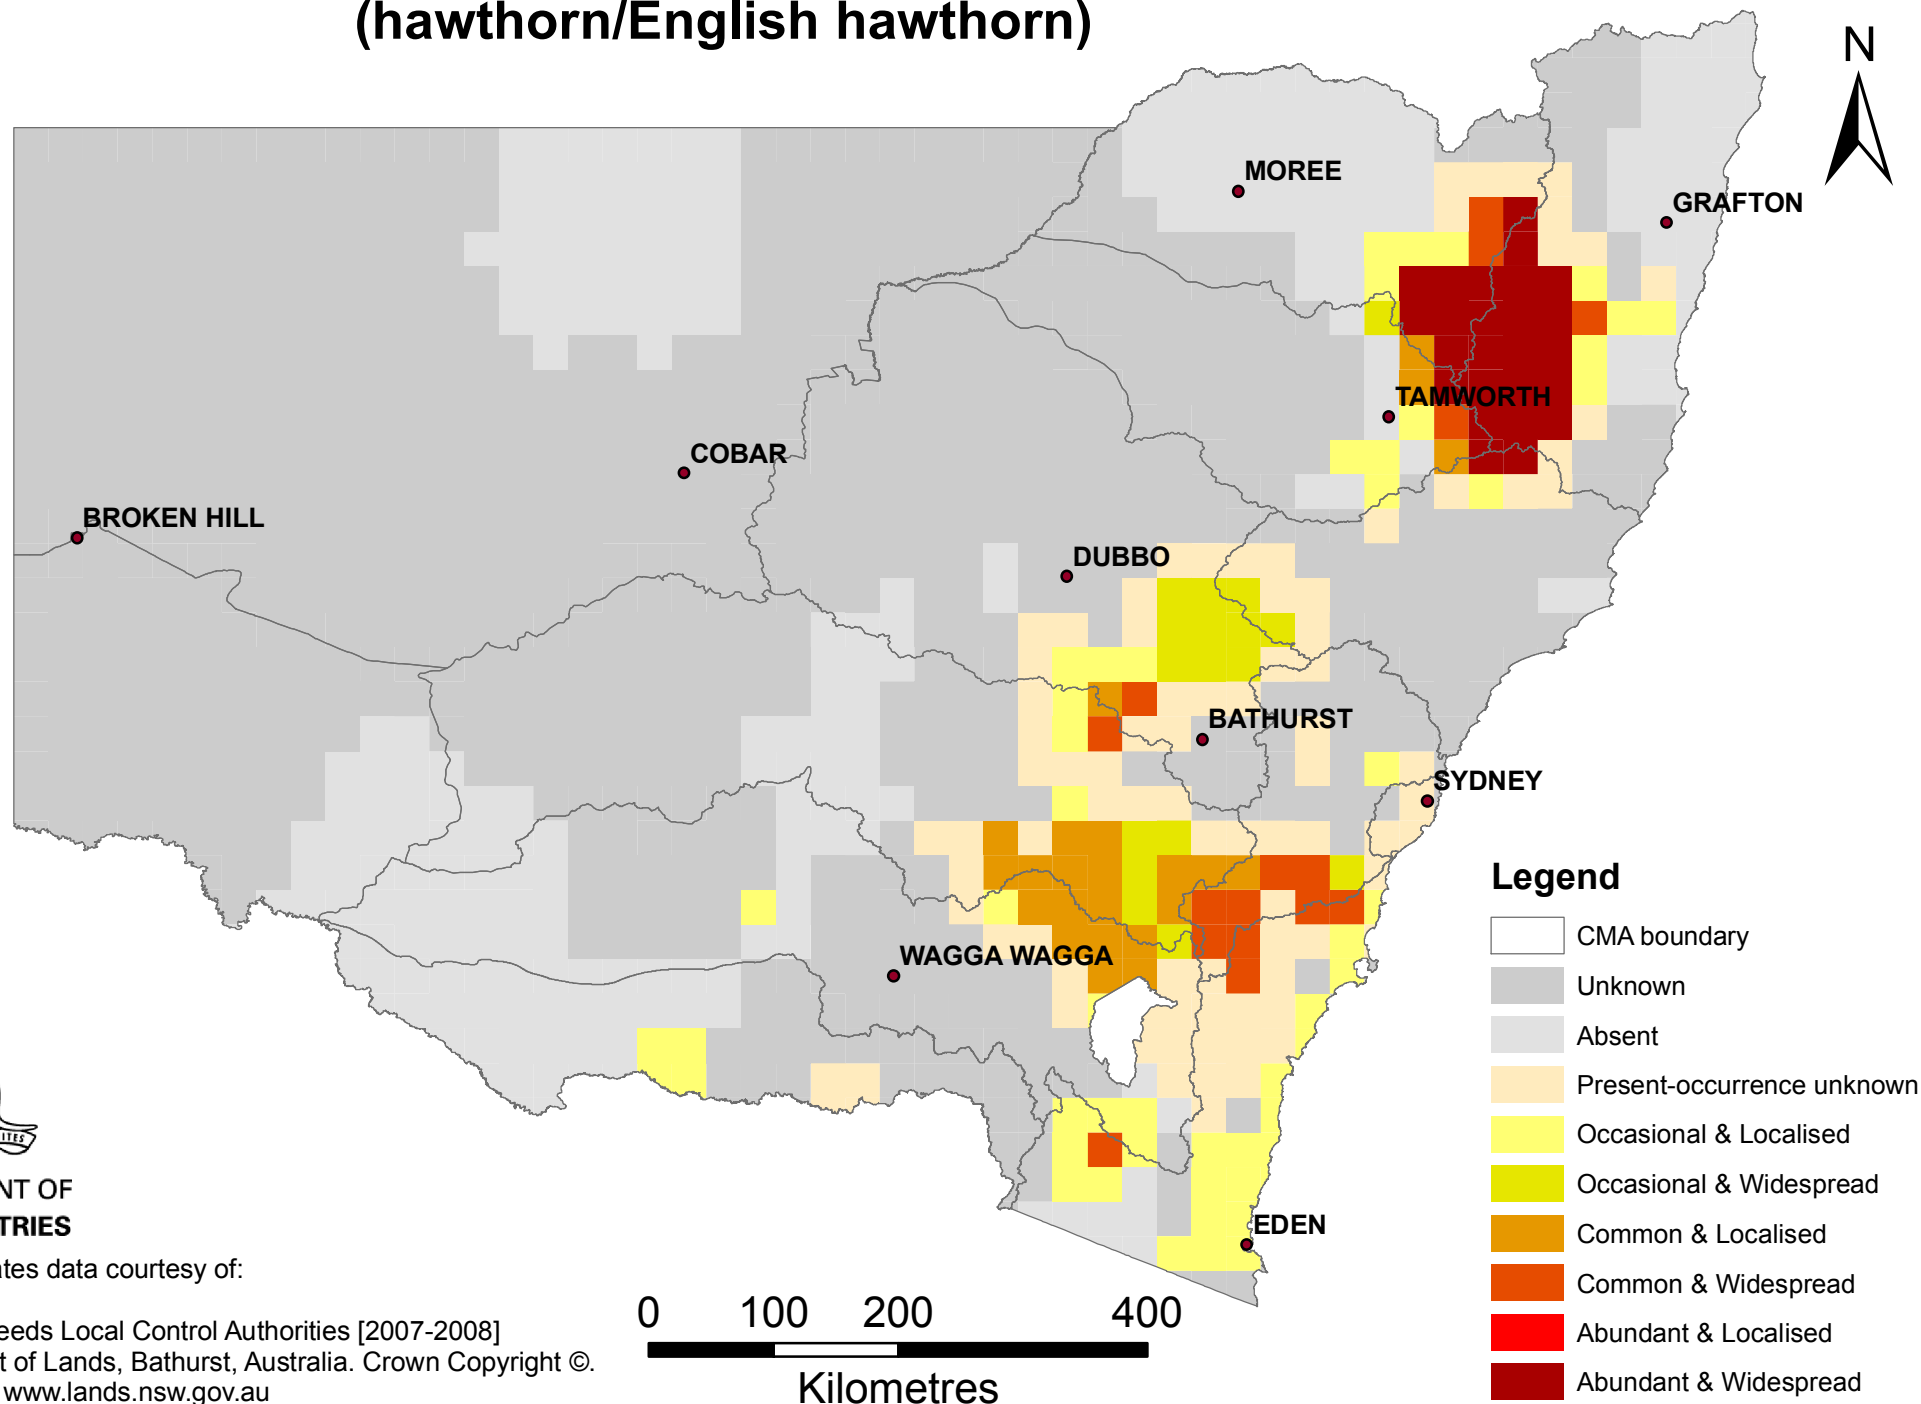 (hawthorn/English hawthorn)
N
MOREE
GRAFTON
TAMWORTH
COBAR
BROKEN HILL
DUBBO
BATHURST
SYDNEY
WAGGA WAGGA
EDEN
Legend
CMA boundary
Unknown
Absent
Present-occurrence unknown
Occasional & Localised
Occasional & Widespread
Common & Localised
Common & Widespread
Abundant & Localised
Abundant & Widespread
ITES
NT OF
TRIES
ates data courtesy of:
eeds Local Control Authorities [2007-2008]
t of Lands, Bathurst, Australia. Crown Copyright ©.
www.lands.nsw.gov.au
0 100 200 400
Kilometres